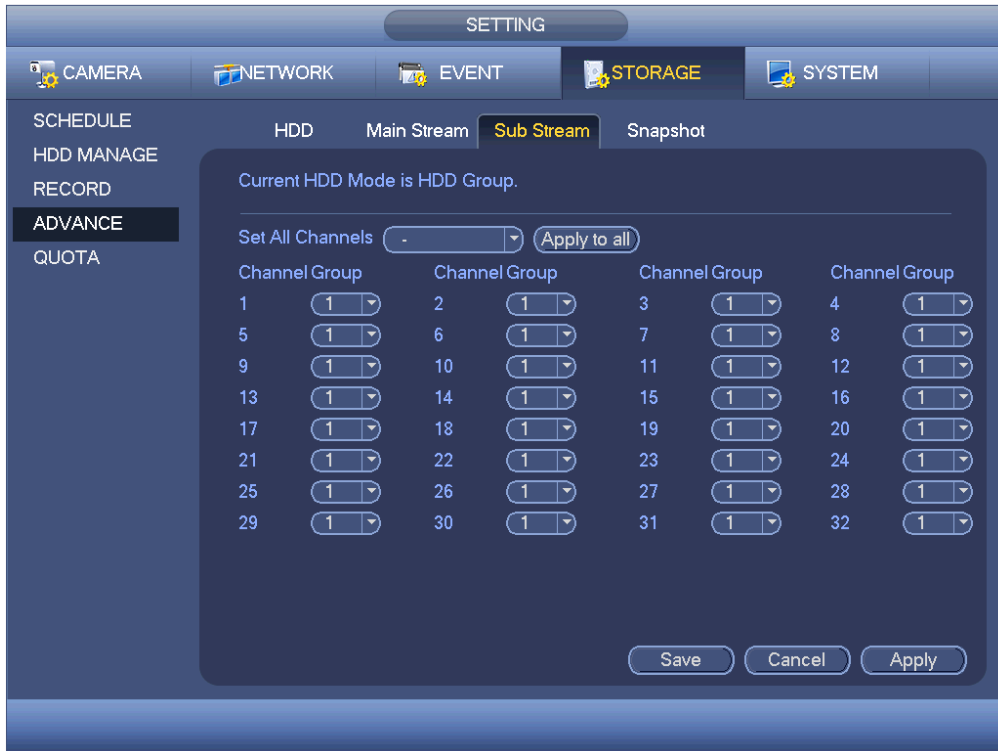 SETTING
CAMERA NETWORK EVENT STORAGE SYSTEM
SCHEDULE
HDD MANAGE
RECORD
ADVANCE
QUOTA
HDD Main Stream Sub Stream Snapshot
Current HDD Mode is HDD Group.
Set All Channels - Apply to all
Channel Group Channel Group Channel Group Channel Group
1 1 2 1 3 1 4 1
5 1 6 1 7 1 8 1
9 1 10 1 11 1 12 1
13 1 14 1 15 1 16 1
17 1 18 1 19 1 20 1
21 1 22 1 23 1 24 1
25 1 26 1 27 1 28 1
29 1 30 1 31 1 32 1
Save Cancel Apply